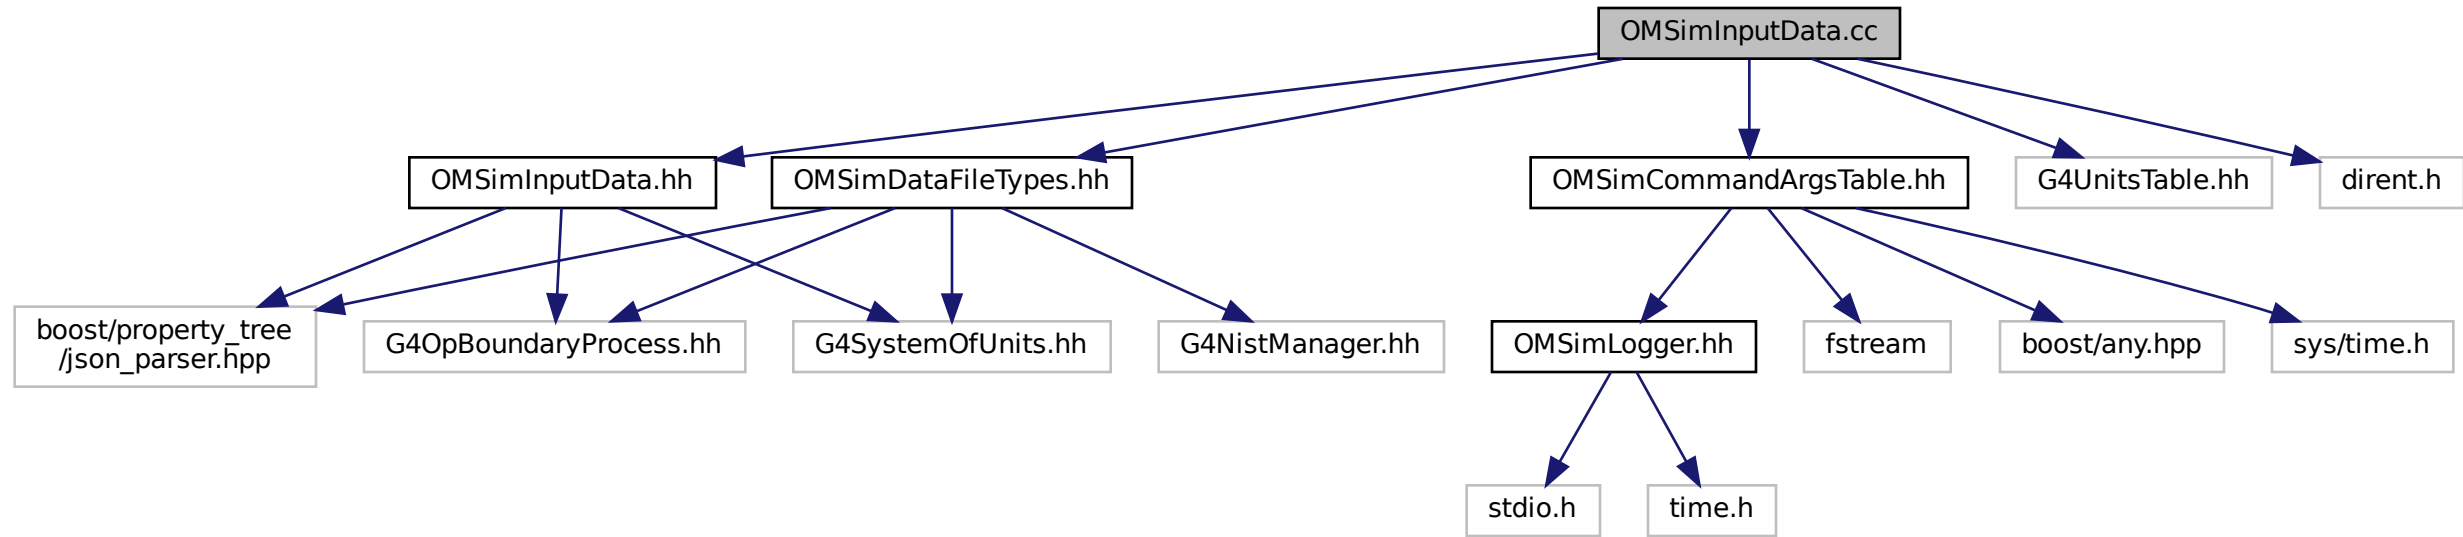 OMSimInputData.cc
OMSimInputData.hh
OMSimDataFileTypes.hh
OMSimCommandArgsTable.hh
G4UnitsTable.hh
dirent.h
boost/property_tree
/json_parser.hpp
G4OpBoundaryProcess.hh
G4SystemOfUnits.hh
G4NistManager.hh
OMSimLogger.hh
fstream
boost/any.hpp
sys/time.h
stdio.h
time.h